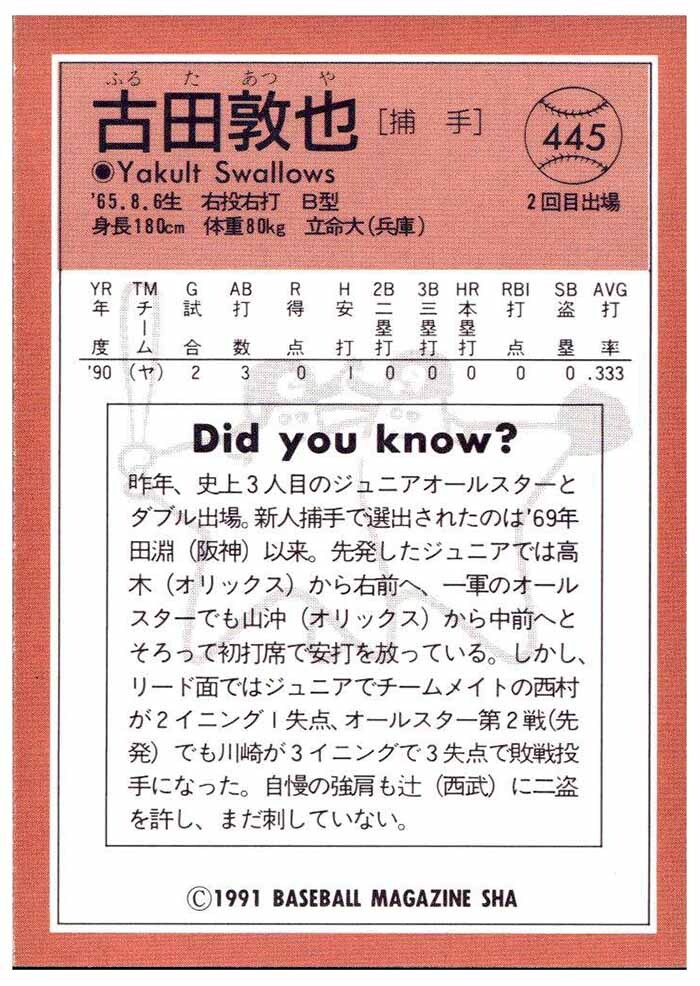 ふる た あつ や
古田敦也 [捕 手]
445
◉Yakult Swallows
'65.8.6生 右投右打 B型
2回目出場
身長180cm 体重80kg 立命大(兵庫)
YR TM G AB R H 2B 3B HR RBI SB AVG
年度 チーム 試合 打数 得点 安打 二塁打 三塁打 本塁打 打点 盗塁 打率
'90 (ヤ) 2 3 0 1 0 0 0 0 0 .333
Did you know?
昨年、史上3人目のジュニアオールスターと
ダブル出場。新人捕手で選出されたのは'69年
田淵(阪神)以来。先発したジュニアでは高
木(オリックス)から右前へ、一軍のオール
スターでも山沖(オリックス)から中前へと
そろって初打席で安打を放っている。しかし、
リード面ではジュニアでチームメイトの西村
が2イニング1失点、オールスター第2戦(先
発)でも川崎が3イニングで3失点で敗戦投
手になった。自慢の強肩も辻(西武)に二盗
を許し、まだ刺していない。
©1991 BASEBALL MAGAZINE SHA